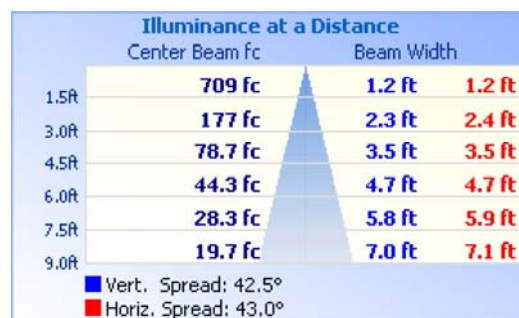 Illuminance at a Distance
Center Beam fc Beam Width
1.5ft 709 fc 1.2 ft 1.2 ft
3.0ft 177 fc 2.3 ft 2.4 ft
4.5ft 78.7 fc 3.5 ft 3.5 ft
6.0ft 44.3 fc 4.7 ft 4.7 ft
7.5ft 28.3 fc 5.8 ft 5.9 ft
9.0ft 19.7 fc 7.0 ft 7.1 ft
Vert. Spread: 42.5°
Horiz. Spread: 43.0°